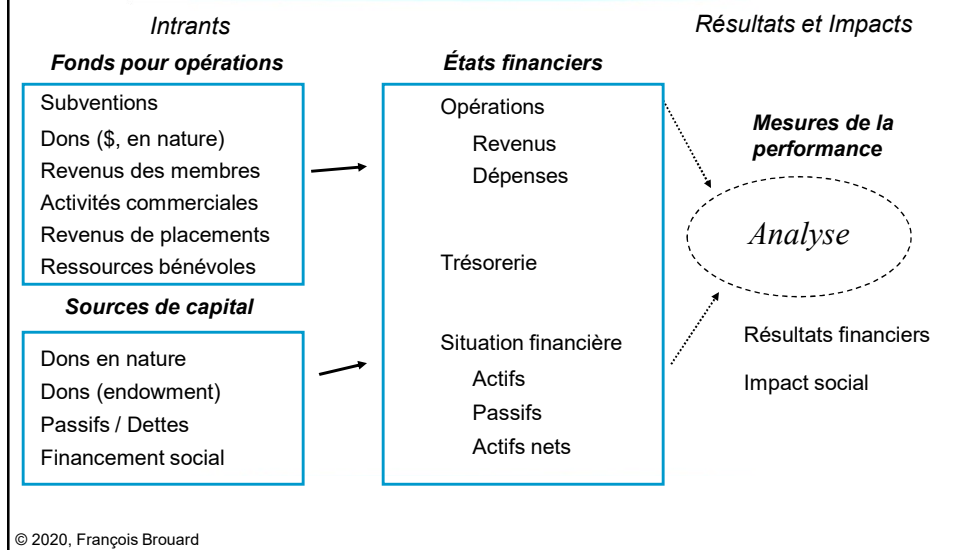 Intrants
Fonds pour opérations
Subventions
Dons ($, en nature)
Revenus des membres
Activités commerciales
Revenus de placements
Ressources bénévoles
Sources de capital
Dons en nature
Dons (endowment)
Passifs / Dettes
Financement social
États financiers
Opérations
Revenus
Dépenses
Trésorerie
Situation financière
Actifs
Passifs
Actifs nets
Résultats et Impacts
Mesures de la
performance
Analyse
Résultats financiers
Impact social
© 2020, François Brouard